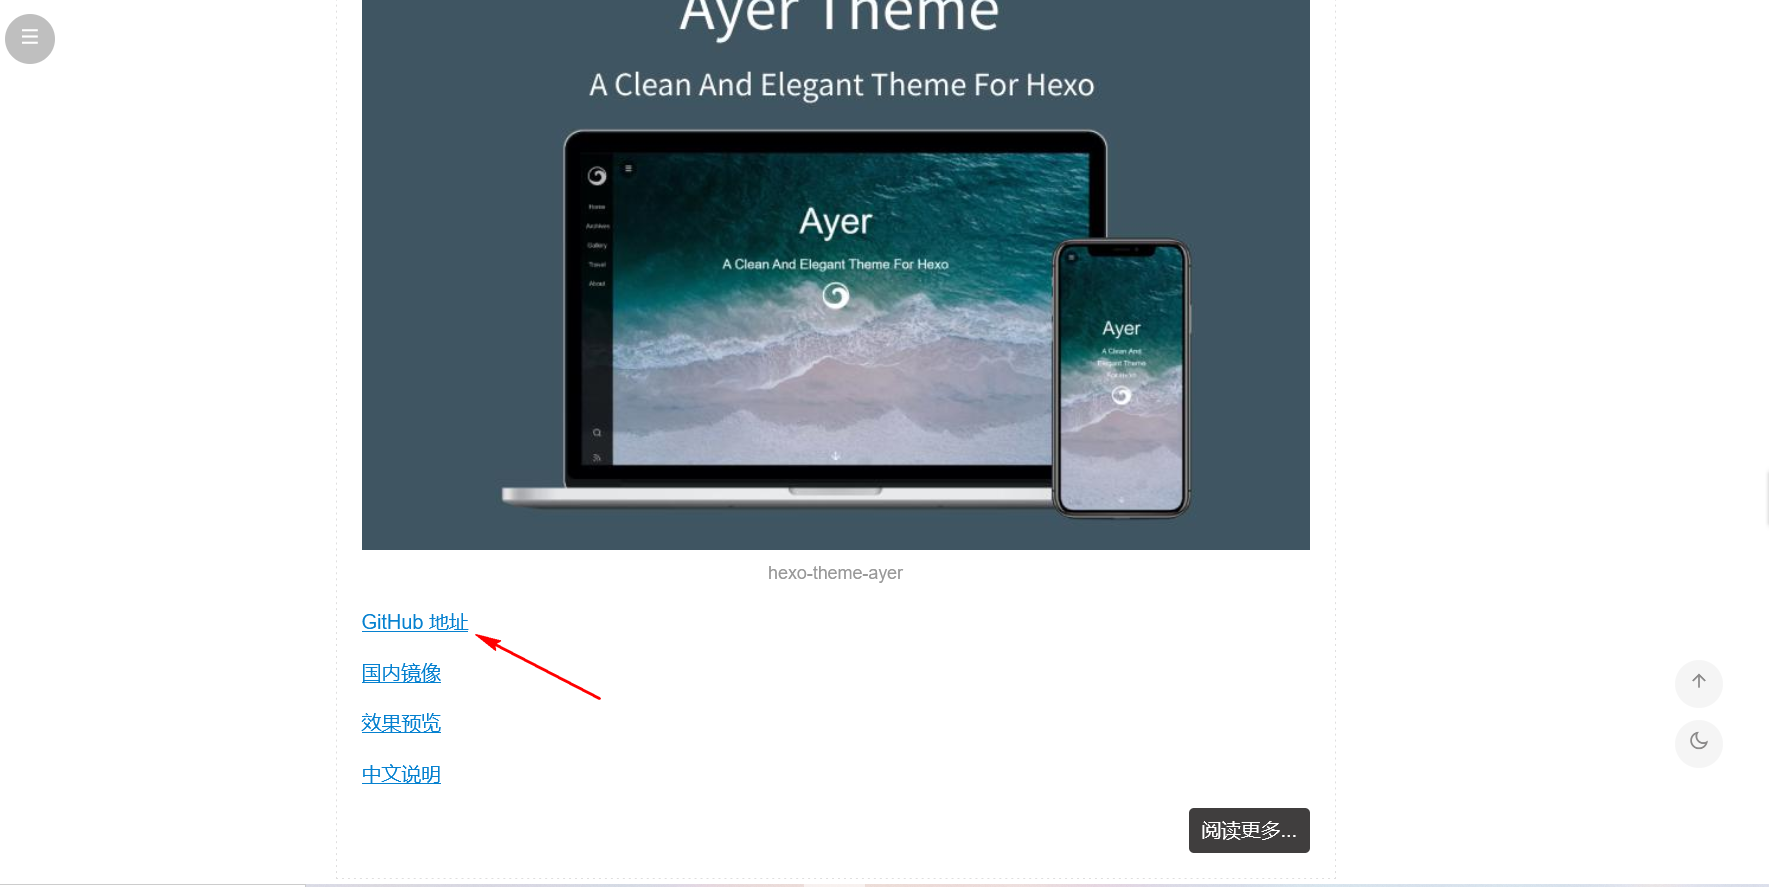 Ayer Theme
A Clean And Elegant Theme For Hexo
Home
Archives
Gallery
Travel
About
Ayer
A Clean And Elegant Theme For Hexo
Ayer
A Clean And
Elegant Theme
For Hexo
hexo-theme-ayer
GitHub 地址
国内镜像
效果预览
中文说明
阅读更多...